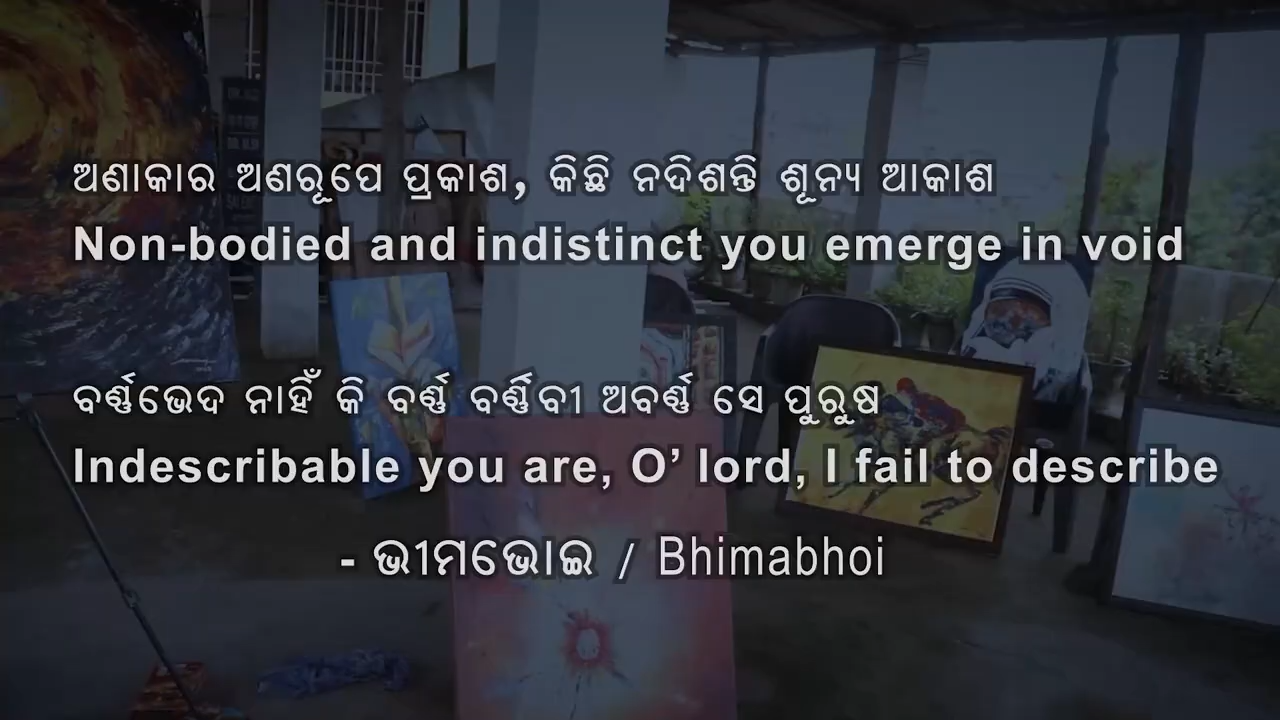 ଅଣାକାର ଅଣରୂପେ ପ୍ରକାଶ, କିଛି ନଦିଶନ୍ତି ଶୂନ୍ୟ ଆକାଶ
Non-bodied and indistinct you emerge in void
ବର୍ଣ୍ଣଭେଦ ନାହିଁ କି ବର୍ଣ୍ଣ ବର୍ଣ୍ଣିବୀ ଅବର୍ଣ୍ଣ ସେ ପୁରୁଷ
Indescribable you are, O’ lord, I fail to describe
- ଭୀମଭୋଇ / Bhimabhoi